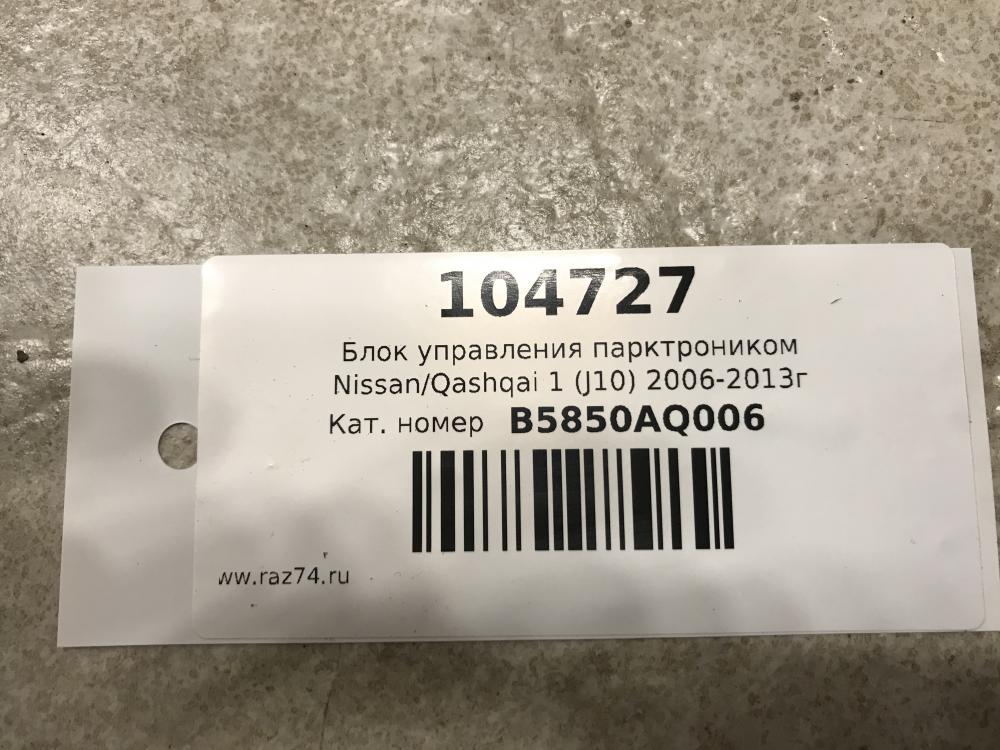 104727
Блок управления парктроником
Nissan/Qashqai 1 (J10) 2006-2013г
Кат. номер B5850AQ006
ww.raz74.ru